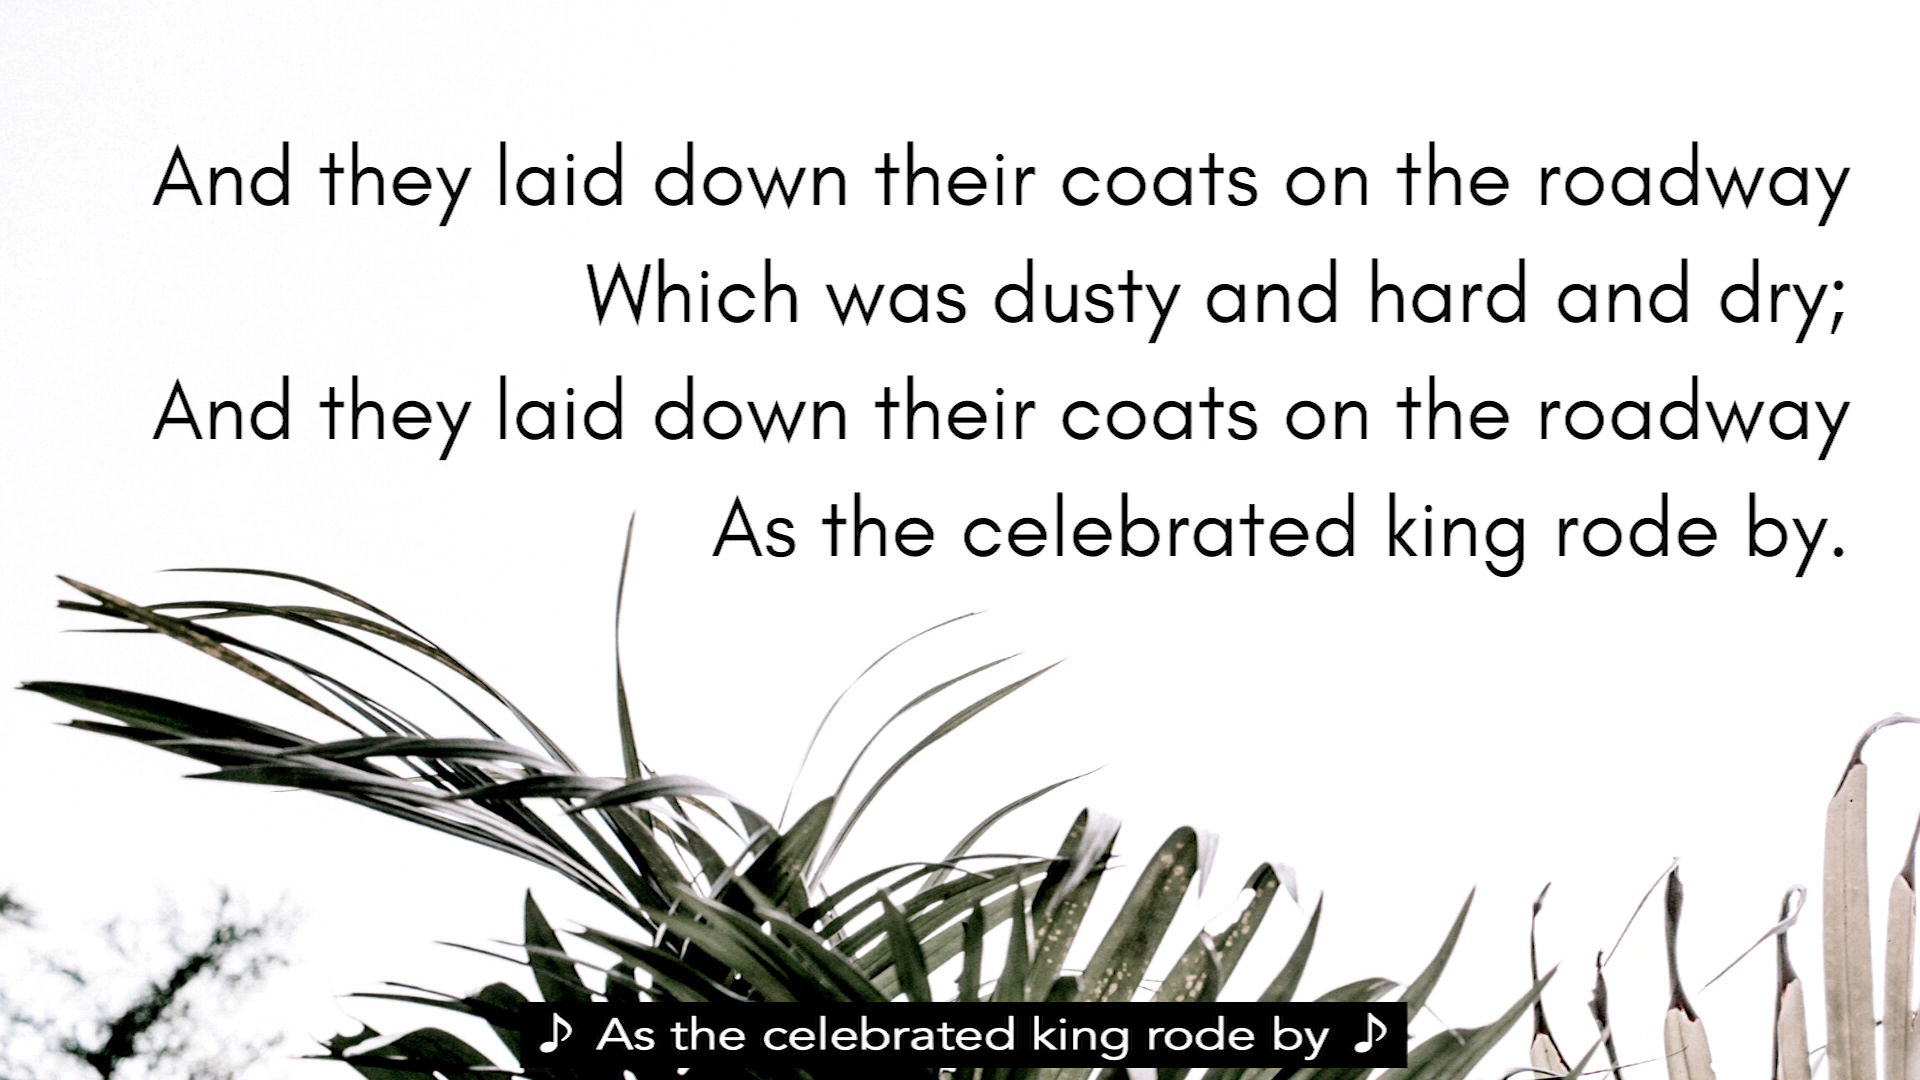 And they laid down their coats on the roadway
Which was dusty and hard and dry;
And they laid down their coats on the roadway
As the celebrated king rode by.
♪ As the celebrated king rode by ♪